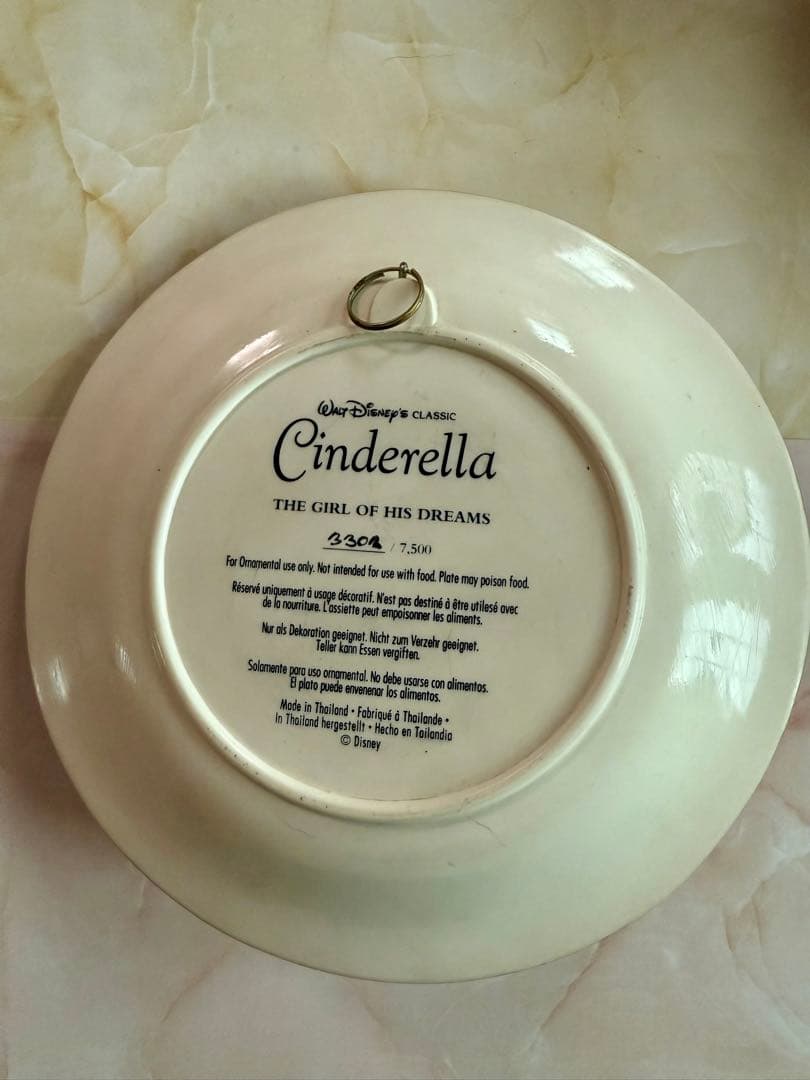 WALT DISNEY'S CLASSIC
Cinderella
THE GIRL OF HIS DREAMS
/ 7,500
For Ornamental use only. Not intended for use with food. Plate may poison food.
Réservé uniquement à usage décoratif. N'est pas destiné à être utilesé avec
de la nourriture. L'assiette peut empoisonner les aliments.
Nur als Dekoration geeignet. Nicht zum Verzehr geeignet.
Teller kann Essen vergiften.
Solamente para uso ornamental. No debe usarse con alimentos.
El plato puede envenenar los alimentos.
Made in Thailand • Fabriqué à Thailande •
In Thailand hergestellt • Hecho en Tailandia
© Disney